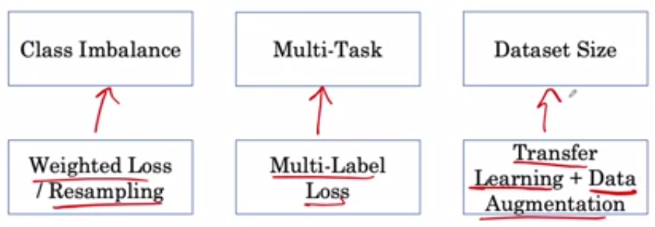 Class Imbalance
Multi-Task
Dataset Size
Weighted Loss
/ Resampling
Multi-Label
Loss
Transfer
Learning + Data
Augmentation